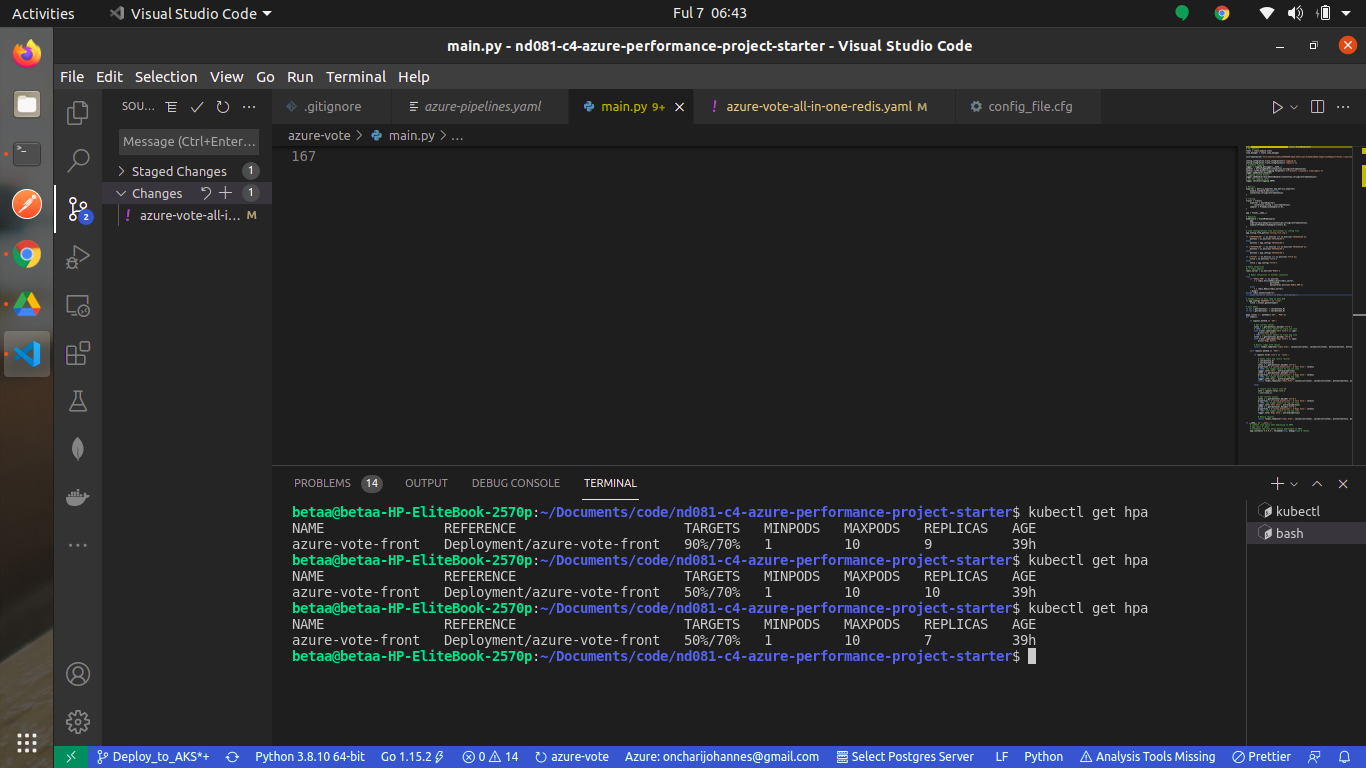 Activities Visual Studio Code Ful 7 06:43
main.py - nd081-c4-azure-performance-project-starter - Visual Studio Code
File Edit Selection View Go Run Terminal Help
SOU... .gitignore azure-pipelines.yaml main.py 9+ azure-vote-all-in-one-redis.yaml M config_file.cfg
Message (Ctrl+Enter... azure-vote > main.py > ...
167
Staged Changes 1
Changes 1
azure-vote-all-i... M
2
PROBLEMS 14 OUTPUT DEBUG CONSOLE TERMINAL
betaa@betaa-HP-EliteBook-2570p:~/Documents/code/nd081-c4-azure-performance-project-starter$ kubectl get hpa
NAME REFERENCE TARGETS MINPODS MAXPODS REPLICAS AGE
azure-vote-front Deployment/azure-vote-front 90%/70% 1 10 9 39h
betaa@betaa-HP-EliteBook-2570p:~/Documents/code/nd081-c4-azure-performance-project-starter$ kubectl get hpa
NAME REFERENCE TARGETS MINPODS MAXPODS REPLICAS AGE
azure-vote-front Deployment/azure-vote-front 50%/70% 1 10 10 39h
betaa@betaa-HP-EliteBook-2570p:~/Documents/code/nd081-c4-azure-performance-project-starter$ kubectl get hpa
NAME REFERENCE TARGETS MINPODS MAXPODS REPLICAS AGE
azure-vote-front Deployment/azure-vote-front 50%/70% 1 10 7 39h
betaa@betaa-HP-EliteBook-2570p:~/Documents/code/nd081-c4-azure-performance-project-starter$
kubectl
bash
Deploy_to_AKS*+ Python 3.8.10 64-bit Go 1.15.2 0 14 azure-vote Azure: oncharijohannes@gmail.com Select Postgres Server LF Python Analysis Tools Missing Prettier